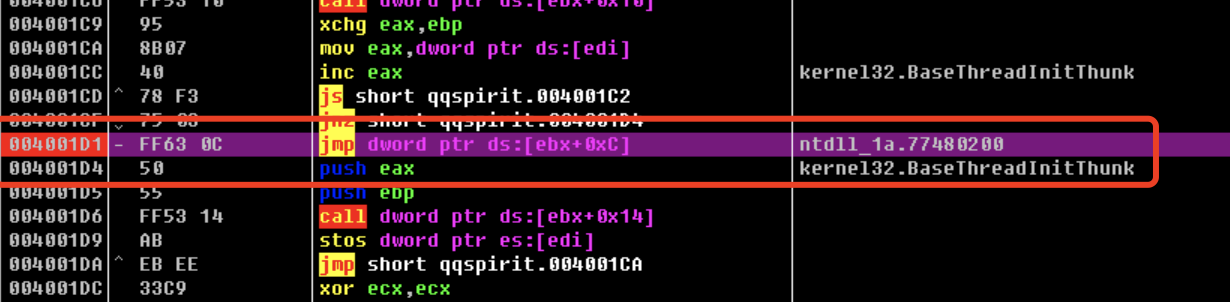 004001C6 FF53 10 call dword ptr ds:[ebx+0x10]
004001C9 95 xchg eax,ebp
004001CA 8B07 mov eax,dword ptr ds:[edi]
004001CC 40 inc eax kernel32.BaseThreadInitThunk
004001CD ^ 78 F3 js short qqspirit.004001C2
004001CF ˇ 75 03 jnz short qqspirit.004001D4
004001D1 - FF63 0C jmp dword ptr ds:[ebx+0xC] ntdll_1a.77480200
004001D4 50 push eax kernel32.BaseThreadInitThunk
004001D5 55 push ebp
004001D6 FF53 14 call dword ptr ds:[ebx+0x14]
004001D9 AB stos dword ptr es:[edi]
004001DA ^ EB EE jmp short qqspirit.004001CA
004001DC 33C9 xor ecx,ecx